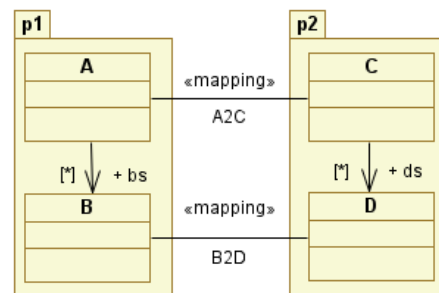 p1 p2
A C
«mapping»
A2C
[*] + bs [*] + ds
«mapping»
B D
B2D